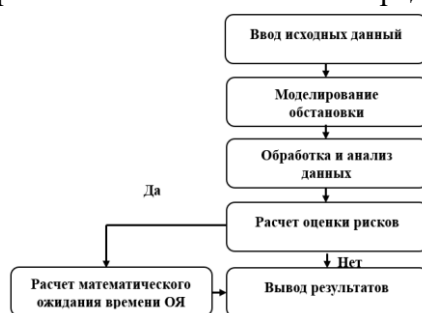 Ввод исходных данный
Моделирование
обстановки
Обработка и анализ
данных
Да
Расчет оценки рисков
Нет
Расчет математического
ожидания времени ОЯ
Вывод результатов